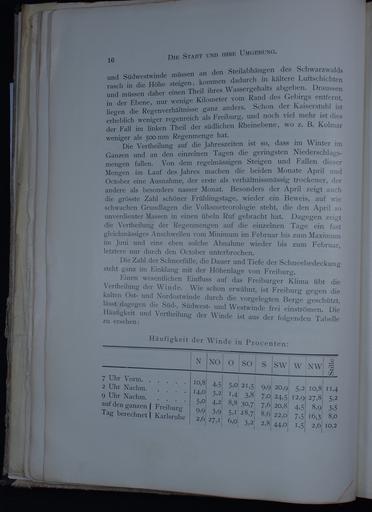 16 DIE STADT UND IHRE UMGEBUNG.
und Südwestwinde müssen an den Steilabhängen des Schwarzwalds
rasch in die Höhe steigen, kommen dadurch in kältere Luftschichten
und müssen daher einen Theil ihres Wassergehalts abgeben. Draussen
in der Ebene, nur wenige Kilometer vom Rand des Gebirgs entfernt,
liegen die Regenverhältnisse ganz anders. Schon der Kaiserstuhl ist
erheblich weniger regenreich als Freiburg, und noch viel mehr ist dies
der Fall im linken Theil der südlichen Rheinebene, wo z. B. Kolmar
weniger als 500 mm Regenmenge hat.
Die Vertheilung auf die Jahreszeiten ist so, dass im Winter im
Ganzen und an den einzelnen Tagen die geringsten Niederschlags-
mengen fallen. Von dem regelmässigen Steigen und Fallen dieser
Mengen im Lauf des Jahres machen die beiden Monate April und
October eine Ausnahme, der erste als verhältnissmässig trockener, der
andere als besonders nasser Monat. Besonders der April zeigt auch
die grösste Zahl schöner Frühlingstage, wieder ein Beweis, auf wie
schwachen Grundlagen die Volksmeteorologie steht, die den April so
unverdienter Massen in einen übeln Ruf gebracht hat. Dagegen zeigt
die Vertheilung der Regenmengen auf die einzelnen Tage ein fast
gleichmässiges Anschwellen vom Minimum im Februar bis zum Maximum
im Juni und eine eben solche Abnahme wieder bis zum Februar,
letztere nur durch den October unterbrochen.
Die Zahl der Schneefälle, die Dauer und Tiefe der Schneebedeckung
steht ganz in Einklang mit der Höhenlage von Freiburg.
Einen wesentlichen Einfluss auf das Freiburger Klima übt die
Vertheilung der Winde. Wie schon erwähnt, ist Freiburg gegen die
kalten Ost- und Nordostwinde durch die vorgelegten Berge geschützt,
lässt dagegen die Süd-, Südwest- und Westwinde frei einströmen. Die
Häufigkeit und Vertheilung der Winde ist aus der folgenden Tabelle
zu ersehen:
Häufigkeit der Winde in Procenten:
N NO O SO S SW W NW Stille
7 Uhr Vorm. . . . . . 10,8 4,5 5,0 21,5 9,9 20,9 5,2 10,8 11,4
2 Uhr Nachm. . . . . . 14,0 3,2 1,4 3,8 7,0 24,5 12,9 27,8 5,2
9 Uhr Nachm. . . . . . 5,0 4,2 8,8 30,7 7,6 20,8 4,5 8,9 3,5
auf den ganzen { Freiburg 9,9 3,9 5,1 18,7 8,6 22,0 7,5 16,3 8,0
Tag berechnet { Karlsruhe 2,6 27,1 6,0 3,2 2,8 44,0 1,5 2,6 10,2